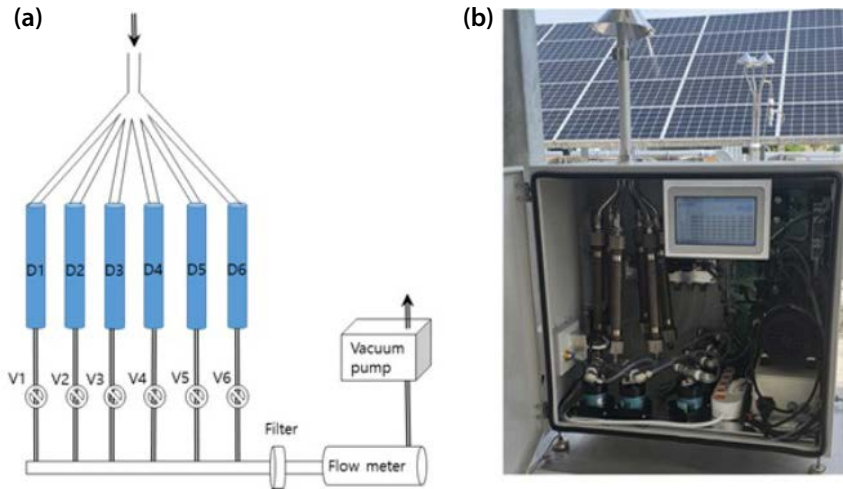 (a)
(b)
D1 D2 D3 D4 D5 D6
V1 V2 V3 V4 V5 V6
Vacuum
pump
Filter
Flow meter